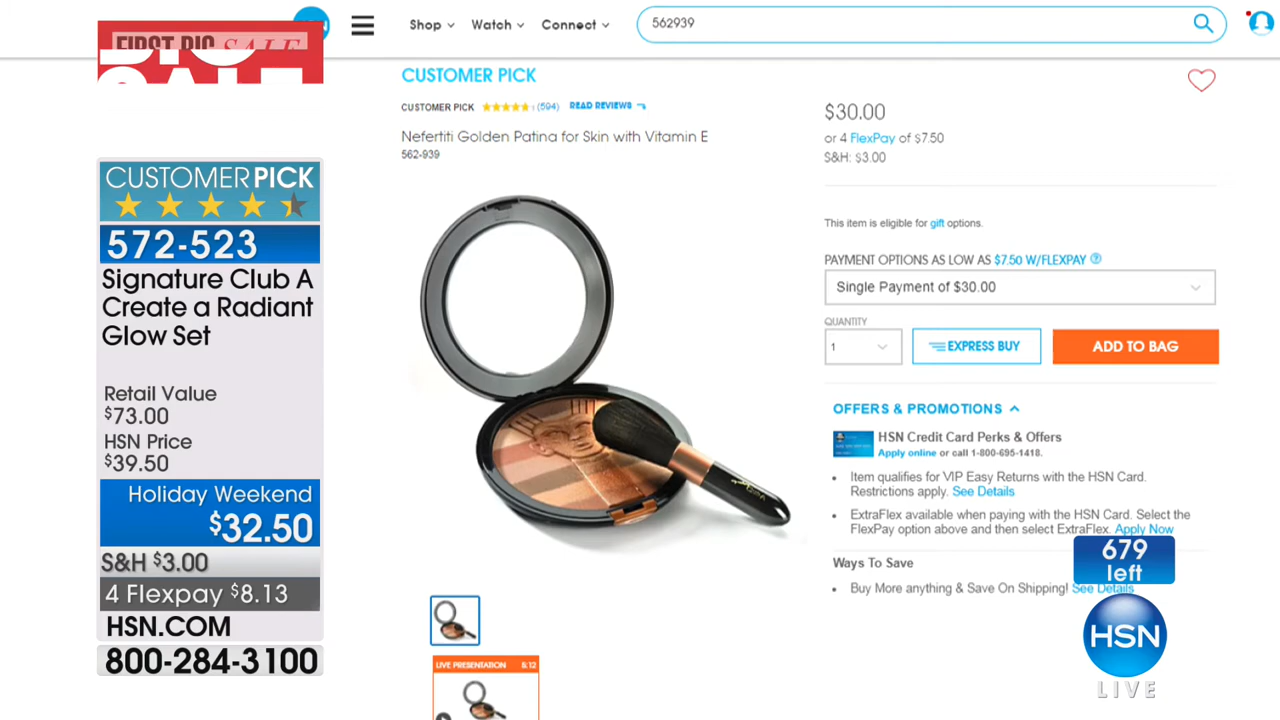 FIRST BIG SALE
BIG
SALE
Shop
Watch
Connect
562939
CUSTOMERPICK
572-523
Signature Club A
Create a Radiant
Glow Set
Retail Value
$73.00
HSN Price
$39.50
Holiday Weekend
$32.50
S&H $3.00
4 Flexpay $8.13
HSN.COM
800-284-3100
CUSTOMER PICK
CUSTOMER PICK (594) READ REVIEWS
Nefertiti Golden Patina for Skin with Vitamin E
562-939
LIVE PRESENTATION 8:12
$30.00
or 4 FlexPay of $7.50
S&H: $3.00
This item is eligible for gift options.
PAYMENT OPTIONS AS LOW AS $7.50 W/FLEXPAY ?
Single Payment of $30.00
QUANTITY
1
EXPRESS BUY
ADD TO BAG
OFFERS & PROMOTIONS
HSN Credit Card Perks & Offers
Apply online or call 1-800-695-1418.
Item qualifies for VIP Easy Returns with the HSN Card.
Restrictions apply. See Details
ExtraFlex available when paying with the HSN Card. Select the
FlexPay option above and then select ExtraFlex. Apply Now
Ways To Save
Buy More anything & Save On Shipping! See Details
679
left
HSN
LIVE